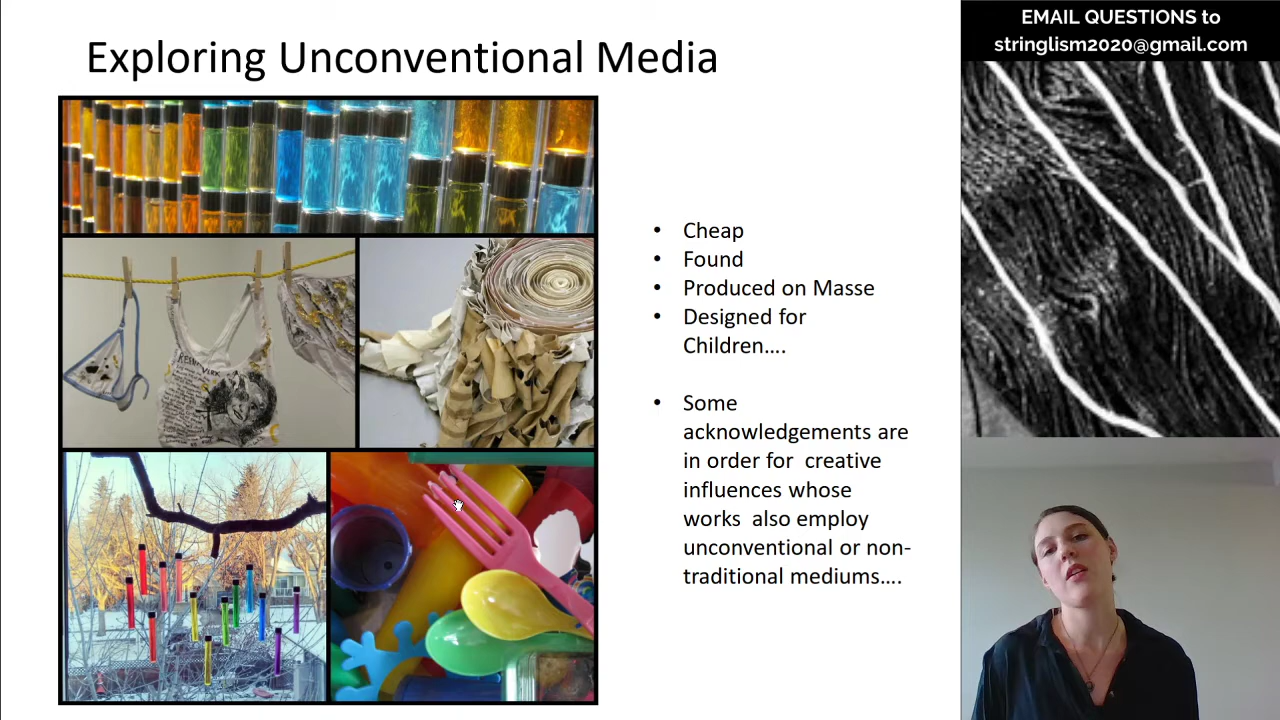 Exploring Unconventional Media
EMAIL QUESTIONS to
stringlism2020@gmail.com
• Cheap
• Found
• Produced on Masse
• Designed for
Children....
• Some
acknowledgements are
in order for creative
influences whose
works also employ
unconventional or non-
traditional mediums....